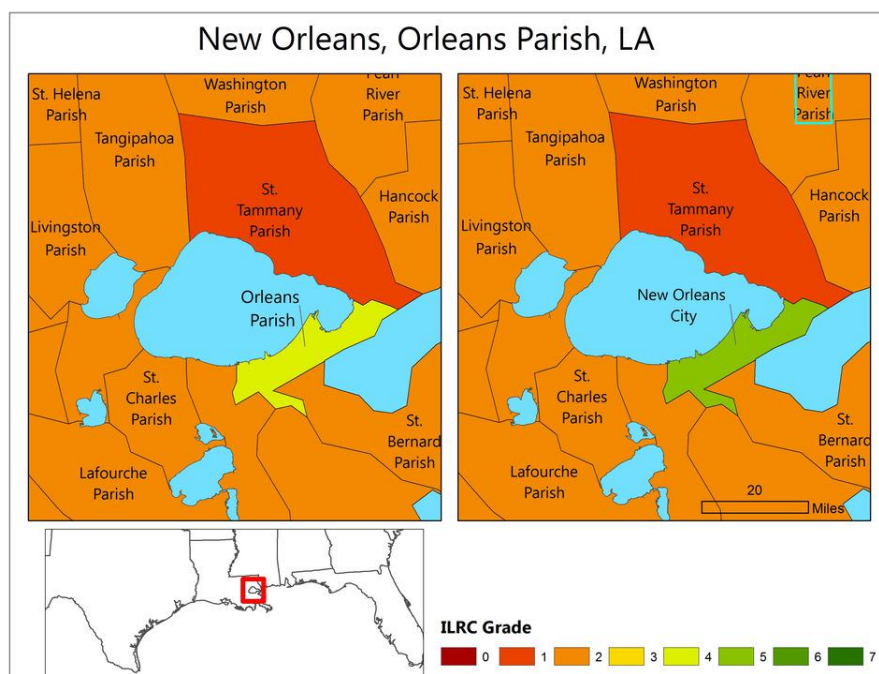 New Orleans, Orleans Parish, LA
St. Helena
Parish
Washington
Parish
River
Parish
Tangipahoa
Parish
St.
Tammany
Parish
Hancock
Parish
Livingston
Parish
Orleans
Parish
St.
Charles
Parish
St.
Bernard
Parish
Lafourche
Parish
St. Helena
Parish
Washington
Parish
River
Parish
Tangipahoa
Parish
St.
Tammany
Parish
Hancock
Parish
Livingston
Parish
New Orleans
City
St.
Charles
Parish
St.
Bernard
Parish
Lafourche
Parish
20
Miles
ILRC Grade
0 1 2 3 4 5 6 7